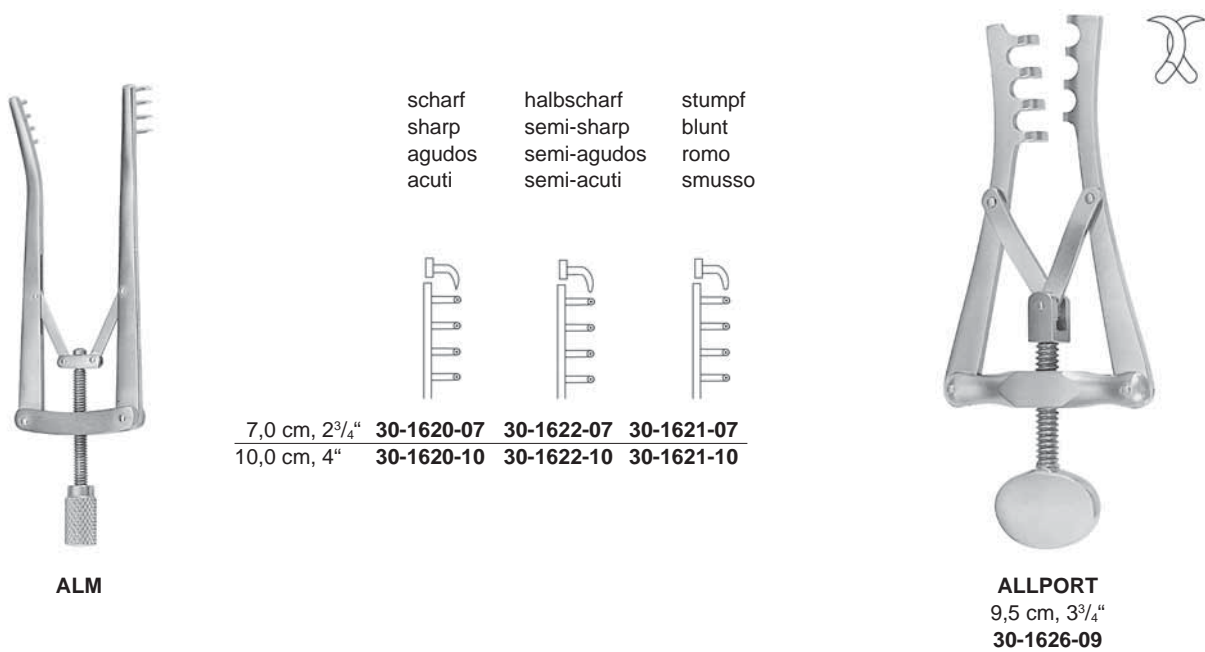 scharf halbscharf stumpf
sharp semi-sharp blunt
agudos semi-agudos romo
acuti semi-acuti smusso
7,0 cm, 2³/₄“ 30-1620-07 30-1622-07 30-1621-07
10,0 cm, 4“ 30-1620-10 30-1622-10 30-1621-10
ALM
ALLPORT
9,5 cm, 3³/₄“
30-1626-09